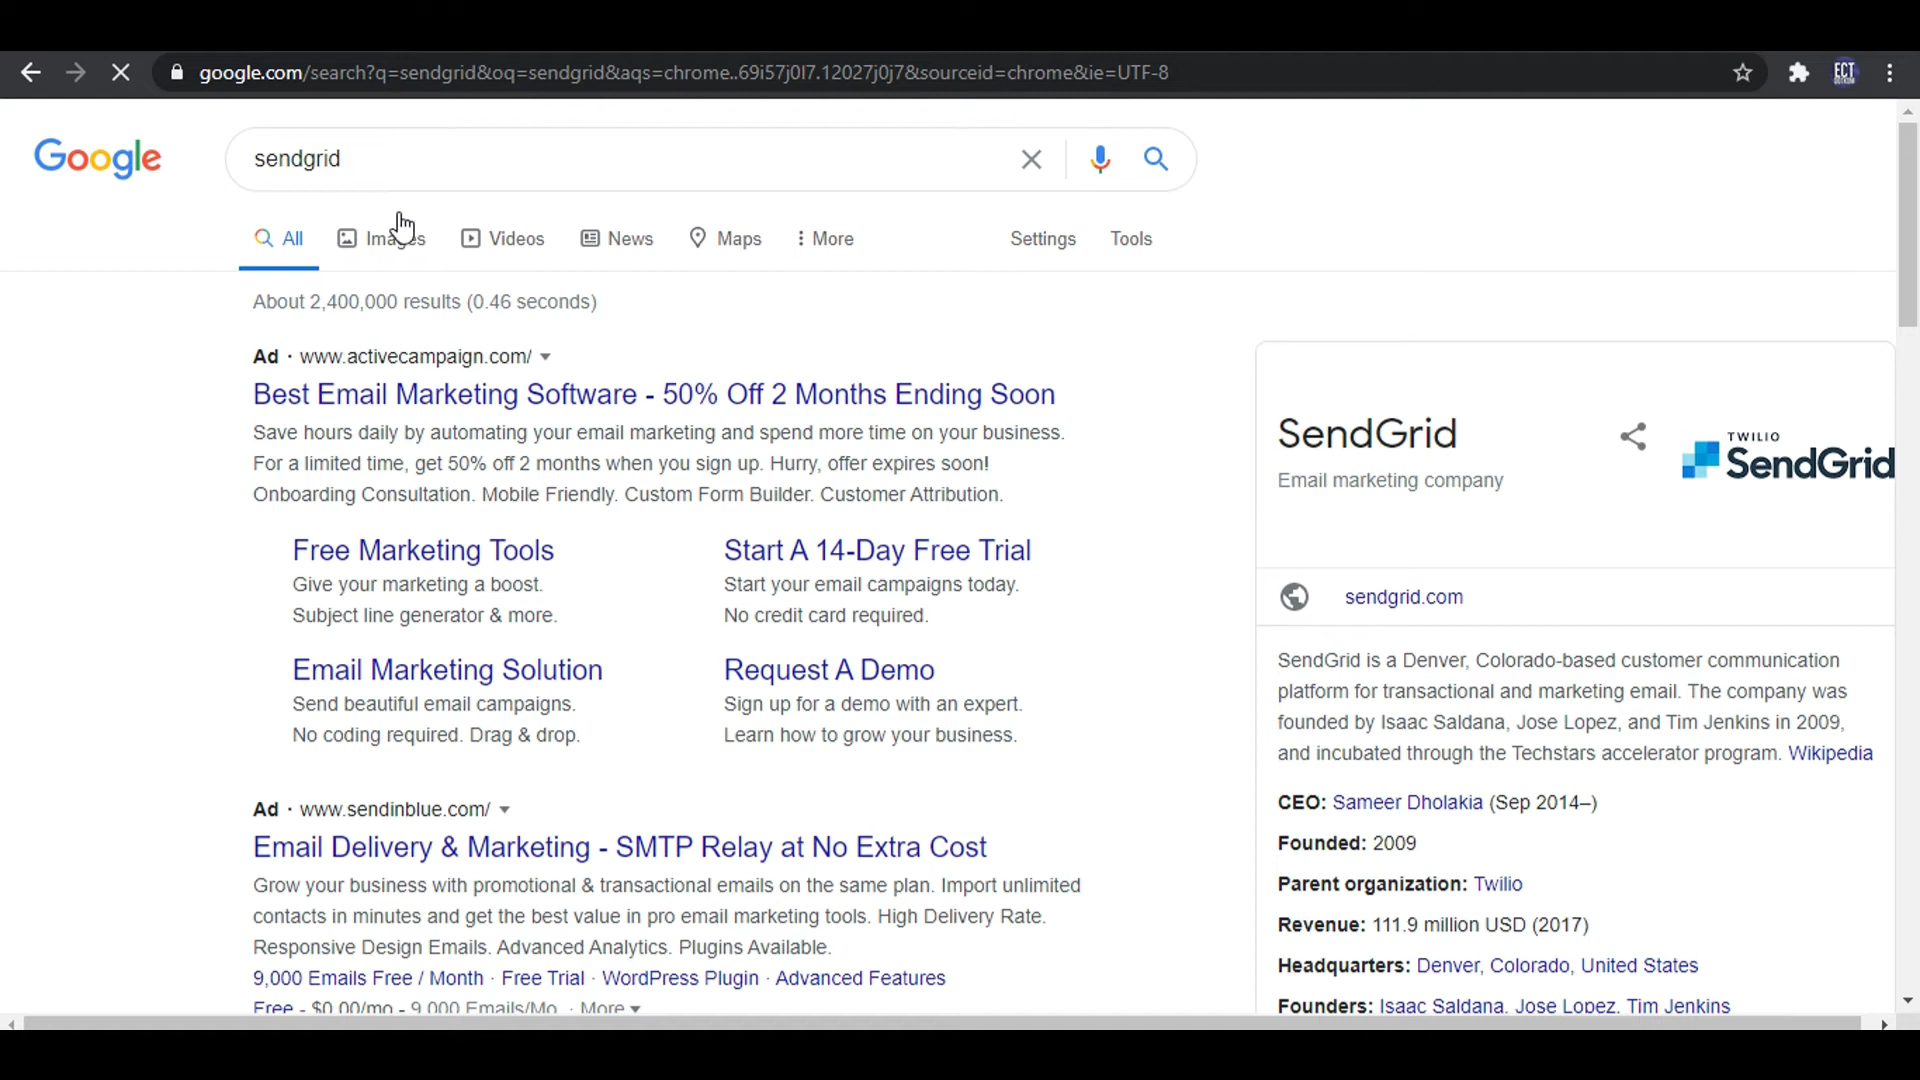 google.com/search?q=sendgrid&oq=sendgrid&aqs=chrome..69i57j0l7.12027j0j7&sourceid=chrome&ie=UTF-8
ECT
Google
sendgrid
All
Images
Videos
News
Maps
More
Settings
Tools
About 2,400,000 results (0.46 seconds)
Ad · www.activecampaign.com/
Best Email Marketing Software - 50% Off 2 Months Ending Soon
Save hours daily by automating your email marketing and spend more time on your business.
For a limited time, get 50% off 2 months when you sign up. Hurry, offer expires soon!
Onboarding Consultation. Mobile Friendly. Custom Form Builder. Customer Attribution.
Free Marketing Tools
Give your marketing a boost.
Subject line generator & more.
Start A 14-Day Free Trial
Start your email campaigns today.
No credit card required.
Email Marketing Solution
Send beautiful email campaigns.
No coding required. Drag & drop.
Request A Demo
Sign up for a demo with an expert.
Learn how to grow your business.
Ad · www.sendinblue.com/
Email Delivery & Marketing - SMTP Relay at No Extra Cost
Grow your business with promotional & transactional emails on the same plan. Import unlimited
contacts in minutes and get the best value in pro email marketing tools. High Delivery Rate.
Responsive Design Emails. Advanced Analytics. Plugins Available.
9,000 Emails Free / Month · Free Trial · WordPress Plugin · Advanced Features
Free - $0.00/mo - 9,000 Emails/Mo. · More
SendGrid
Email marketing company
TWILIO
SendGrid
sendgrid.com
SendGrid is a Denver, Colorado-based customer communication
platform for transactional and marketing email. The company was
founded by Isaac Saldana, Jose Lopez, and Tim Jenkins in 2009,
and incubated through the Techstars accelerator program. Wikipedia
CEO: Sameer Dholakia (Sep 2014–)
Founded: 2009
Parent organization: Twilio
Revenue: 111.9 million USD (2017)
Headquarters: Denver, Colorado, United States
Founders: Isaac Saldana, Jose Lopez, Tim Jenkins